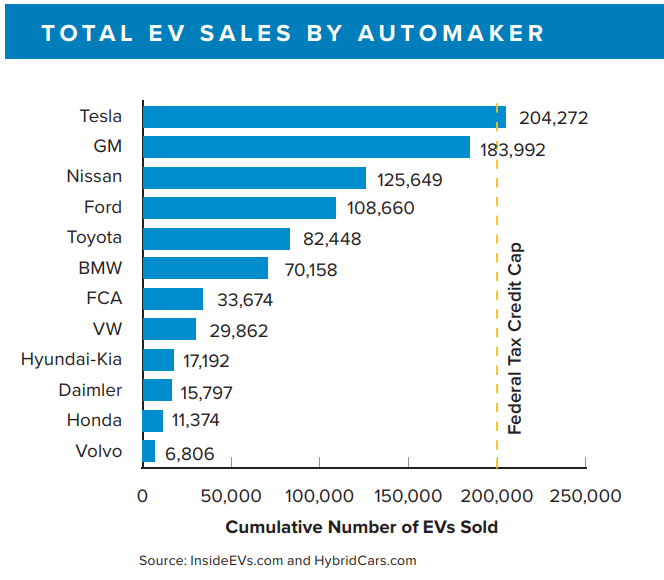 TOTAL EV SALES BY AUTOMAKER
Tesla 204,272
GM 183,992
Nissan 125,649
Ford 108,660
Toyota 82,448
BMW 70,158
FCA 33,674
VW 29,862
Hyundai-Kia 17,192
Daimler 15,797
Honda 11,374
Volvo 6,806
Federal Tax Credit Cap
0 50,000 100,000 150,000 200,000 250,000
Cumulative Number of EVs Sold
Source: InsideEVs.com and HybridCars.com